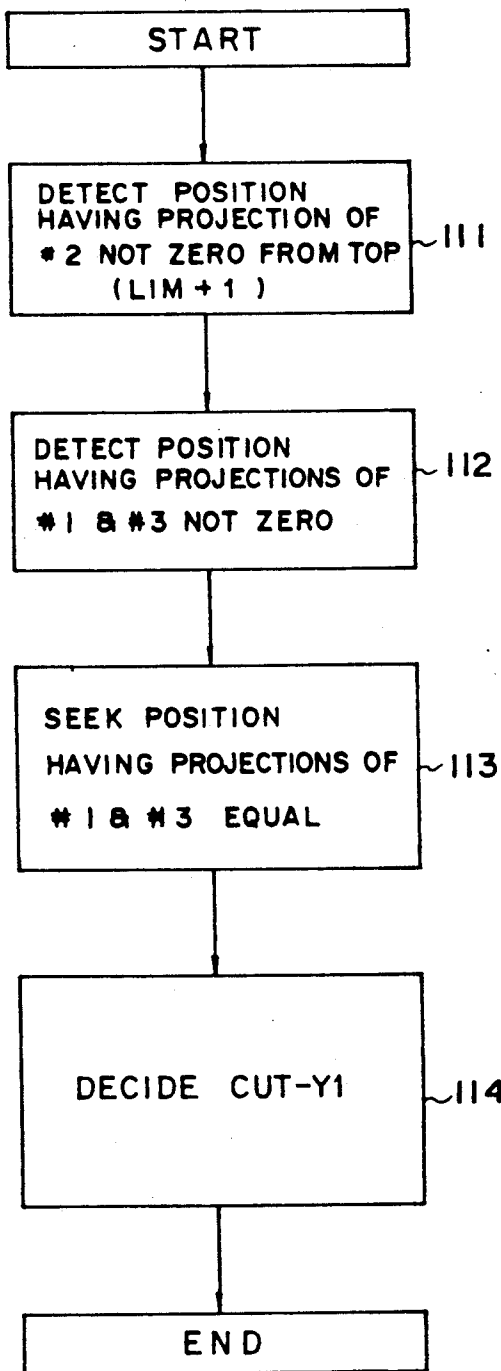 START
DETECT POSITION
HAVING PROJECTION OF
#2 NOT ZERO FROM TOP
(LIM+1)
~111
DETECT POSITION
HAVING PROJECTIONS OF
#1 & #3 NOT ZERO
~112
SEEK POSITION
HAVING PROJECTIONS OF
#1 & #3 EQUAL
~113
DECIDE CUT-Y1
~114
END